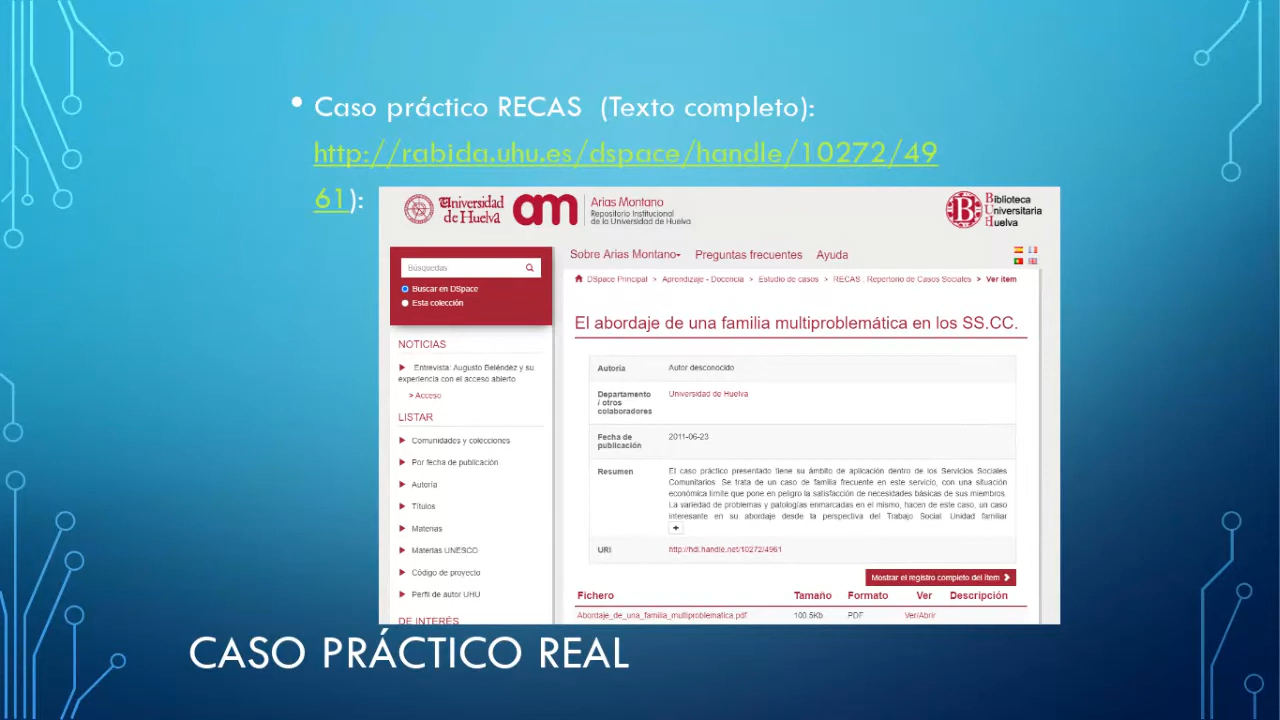 • Caso práctico RECAS (Texto completo):
http://rabida.uhu.es/dspace/handle/10272/49
61):
Universidad
de Huelva
am
Arias Montano
Repositorio Institucional
de la Universidad de Huelva
Biblioteca
Universitaria
Huelva
Sobre Arias Montano
Preguntas frecuentes
Ayuda
Búsquedas
Buscar en DSpace
Esta colección
DSpace Principal > Aprendizaje - Docencia > Estudio de casos > RECAS : Repertorio de Casos Sociales > Ver ítem
NOTICIAS
Entrevista: Augusto Beléndez y su
experiencia con el acceso abierto
> Acceso
LISTAR
Comunidades y colecciones
Por fecha de publicación
Autoría
Títulos
Materias
Materias UNESCO
Código de proyecto
Perfil de autor UHU
DE INTERÉS
El abordaje de una familia multiproblemática en los SS.CC.
Autoría
Autor desconocido
Departamento
/ otros
colaboradores
Universidad de Huelva
Fecha de
publicación
2011-06-23
Resumen
El caso práctico presentado tiene su ámbito de aplicación dentro de los Servicios Sociales
Comunitarios. Se trata de un caso de familia frecuente en este servicio, con una situación
económica límite que pone en peligro la satisfacción de necesidades básicas de sus miembros.
La variedad de problemas y patologías enmarcadas en el mismo, hacen de este caso, un caso
interesante en su abordaje desde la perspectiva del Trabajo Social. Unidad familiar
+
URI
http://hdl.handle.net/10272/4961
Mostrar el registro completo del ítem
Fichero Tamaño Formato Ver Descripción
Abordaje_de_una_familia_multiproblematica.pdf 100.5Kb PDF Ver/Abrir
CASO PRÁCTICO REAL